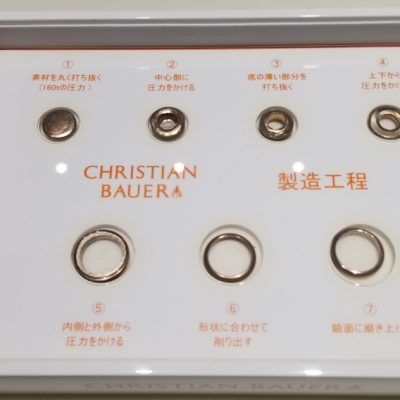 ①
素材を丸く打ち抜く
(160tの圧力)
②
中心部に
圧力をかける
③
底の薄い部分を
打ち抜く
④
上下から
圧力をかけ
CHRISTIAN
BAUER
製造工程
⑤
内側と外側から
圧力をかける
⑥
形状に合わせて
削り出す
⑦
鏡面に磨き上げ
CHRISTIAN BAUER